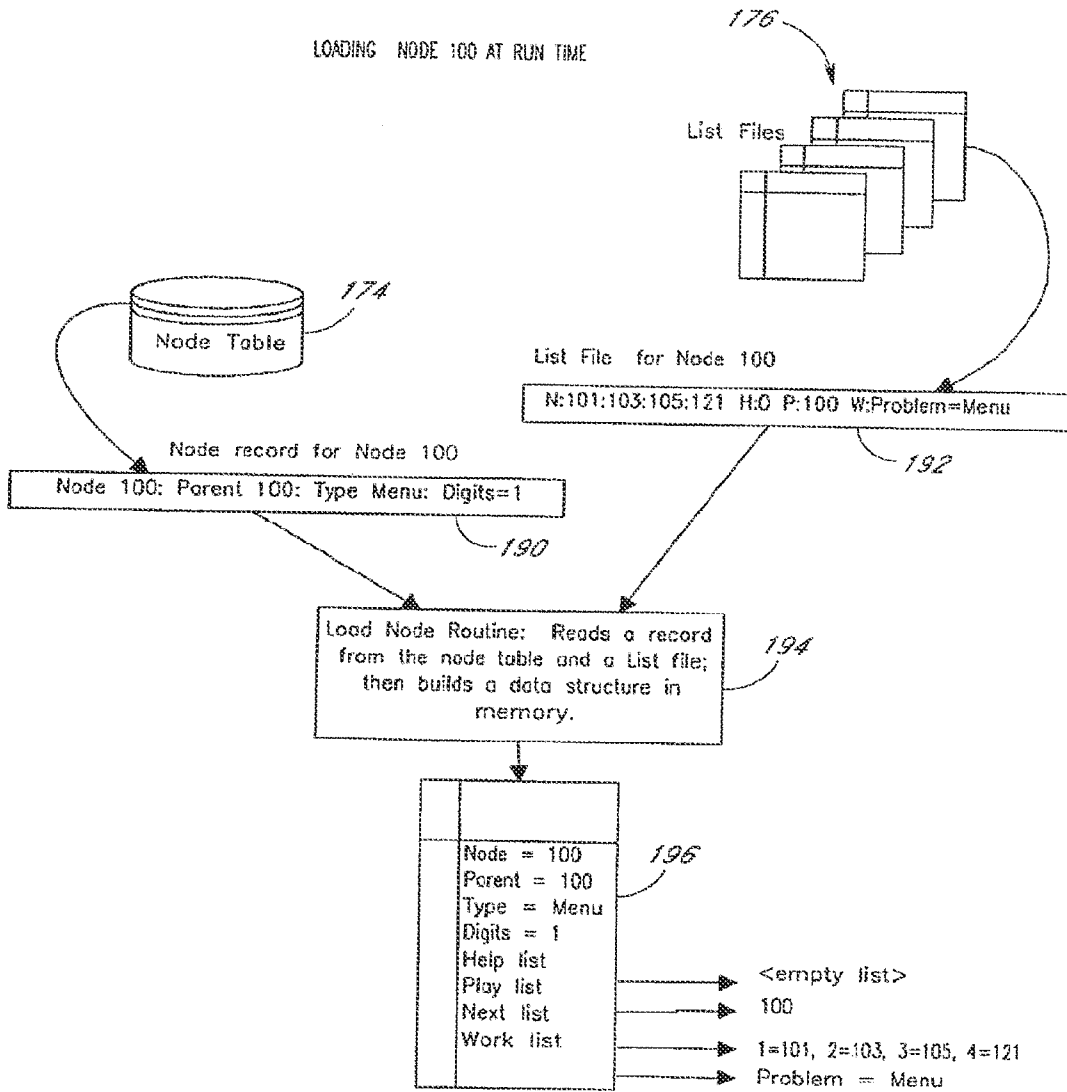 176
LOADING NODE 100 AT RUN TIME
List Files
174
Node Table
List File for Node 100
N:101:103:105:121 H:0 P:100 W:Problem=Menu
192
Node record for Node 100
Node 100: Parent 100: Type Menu: Digits=1
190
Load Node Routine: Reads a record
from the node table and a List file;
then builds a data structure in
memory.
194
Node = 100
Parent = 100
Type = Menu
Digits = 1
Help list
Play list
Next list
Work list
196
<empty list>
100
1=101, 2=103, 3=105, 4=121
Problem = Menu